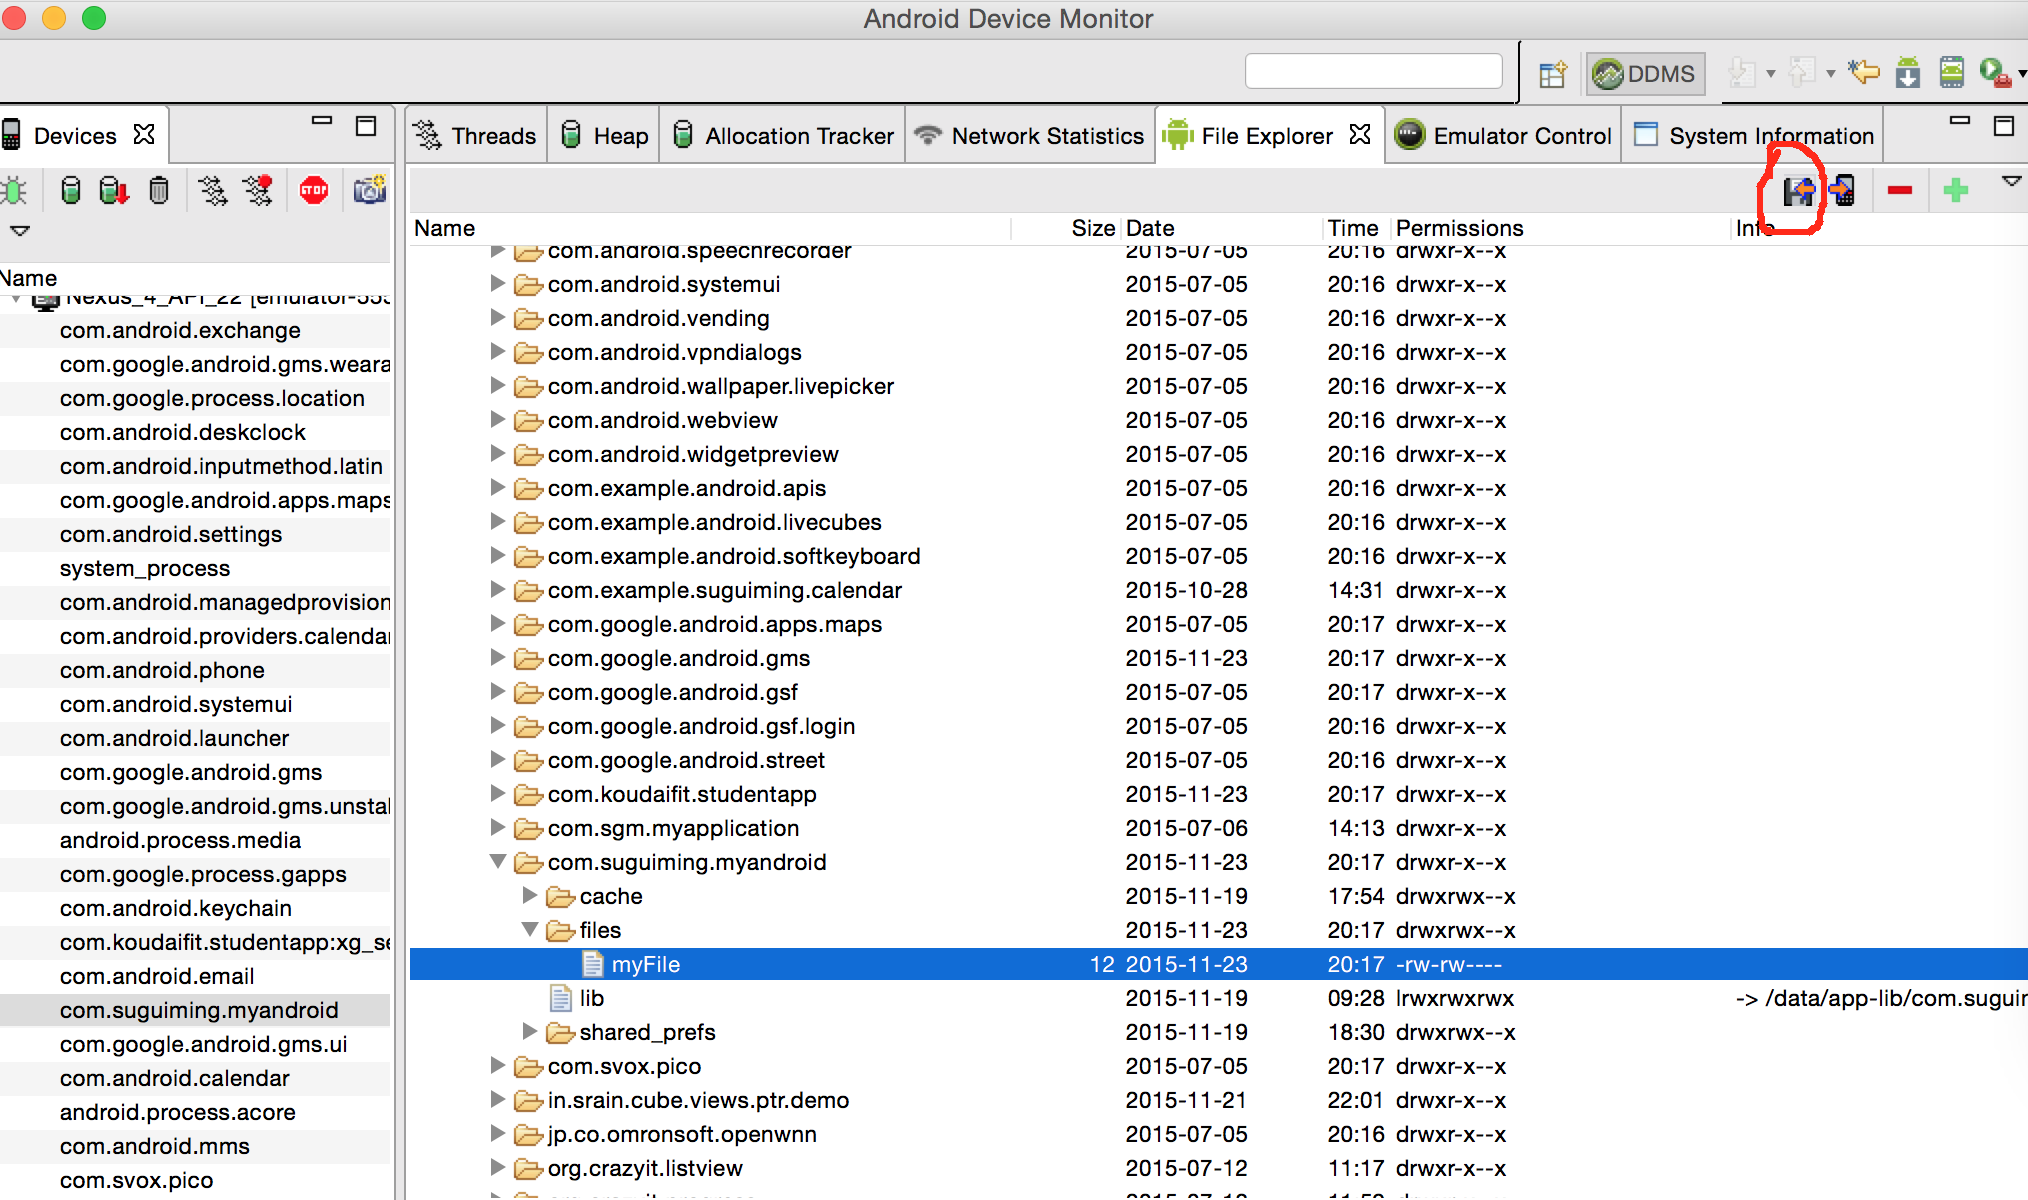 Android Device Monitor
DDMS
Devices
Threads
Heap
Allocation Tracker
Network Statistics
File Explorer
Emulator Control
System Information
STOP
Name
Nexus_4_API_22 [emulator-555
com.android.exchange
com.google.android.gms.weara
com.google.process.location
com.android.deskclock
com.android.inputmethod.latin
com.google.android.apps.maps
com.android.settings
system_process
com.android.managedprovision
com.android.providers.calendar
com.android.phone
com.android.systemui
com.android.launcher
com.google.android.gms
com.google.android.gms.unstal
android.process.media
com.google.process.gapps
com.android.keychain
com.koudaifit.studentapp:xg_se
com.android.email
com.suguiming.myandroid
com.google.android.gms.ui
com.android.calendar
android.process.acore
com.android.mms
com.svox.pico
Name Size Date Time Permissions Info
com.android.speechrecorder 2015-07-05 20:16 drwxr-x--x
com.android.systemui 2015-07-05 20:16 drwxr-x--x
com.android.vending 2015-07-05 20:16 drwxr-x--x
com.android.vpndialogs 2015-07-05 20:16 drwxr-x--x
com.android.wallpaper.livepicker 2015-07-05 20:16 drwxr-x--x
com.android.webview 2015-07-05 20:16 drwxr-x--x
com.android.widgetpreview 2015-07-05 20:16 drwxr-x--x
com.example.android.apis 2015-07-05 20:16 drwxr-x--x
com.example.android.livecubes 2015-07-05 20:16 drwxr-x--x
com.example.android.softkeyboard 2015-07-05 20:16 drwxr-x--x
com.example.suguiming.calendar 2015-10-28 14:31 drwxr-x--x
com.google.android.apps.maps 2015-07-05 20:17 drwxr-x--x
com.google.android.gms 2015-11-23 20:17 drwxr-x--x
com.google.android.gsf 2015-07-05 20:17 drwxr-x--x
com.google.android.gsf.login 2015-07-05 20:16 drwxr-x--x
com.google.android.street 2015-07-05 20:16 drwxr-x--x
com.koudaifit.studentapp 2015-11-23 20:17 drwxr-x--x
com.sgm.myapplication 2015-07-06 14:13 drwxr-x--x
com.suguiming.myandroid 2015-11-23 20:17 drwxr-x--x
cache 2015-11-19 17:54 drwxrwx--x
files 2015-11-23 20:17 drwxrwx--x
myFile 12 2015-11-23 20:17 -rw-rw----
lib 2015-11-19 09:28 lrwxrwxrwx -> /data/app-lib/com.suguir
shared_prefs 2015-11-19 18:30 drwxrwx--x
com.svox.pico 2015-07-05 20:17 drwxr-x--x
in.srain.cube.views.ptr.demo 2015-11-21 22:01 drwxr-x--x
jp.co.omronsoft.openwnn 2015-07-05 20:16 drwxr-x--x
org.crazyit.listview 2015-07-12 11:17 drwxr-x--x